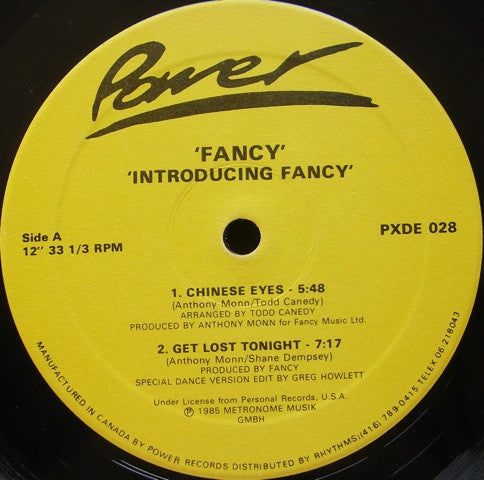 Power
'FANCY'
'INTRODUCING FANCY'
Side A
12" 33 1/3 RPM
PXDE 028
1. CHINESE EYES - 5:48
(Anthony Monn/Todd Canedy)
ARRANGED BY TODD CANEDY
PRODUCED BY ANTHONY MONN for Fancy Music Ltd.
2. GET LOST TONIGHT - 7:17
(Anthony Monn/Shane Dempsey)
PRODUCED BY FANCY
SPECIAL DANCE VERSION EDIT BY GREG HOWLETT
Under License from Personal Records, U.S.A.
℗ 1985 METRONOME MUSIK
GMBH
MANUFACTURED IN CANADA BY POWER RECORDS DISTRIBUTED BY RHYTHMS, (416) 789-0415 TELEX 06-218043